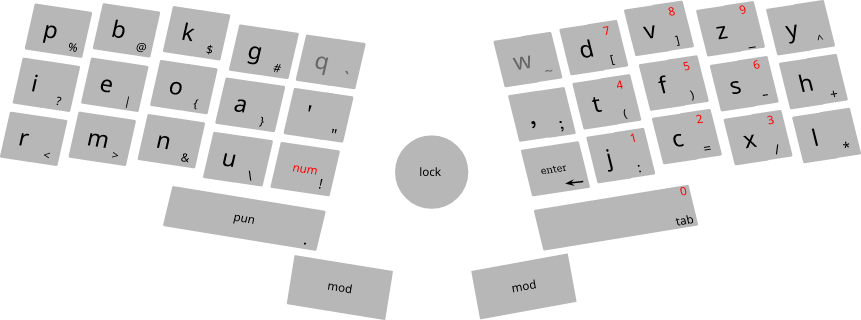 p % b @ k $ g # q ` w ~ d 7 [ v 8 ] z 9 _ y ^
i ? e | o { a } ' " , ; t 4 ( f 5 ) s 6 - h +
r < m > n & u \ num ! enter ← j 1 : c 2 = x 3 / l *
lock
pun . 0 tab
mod mod